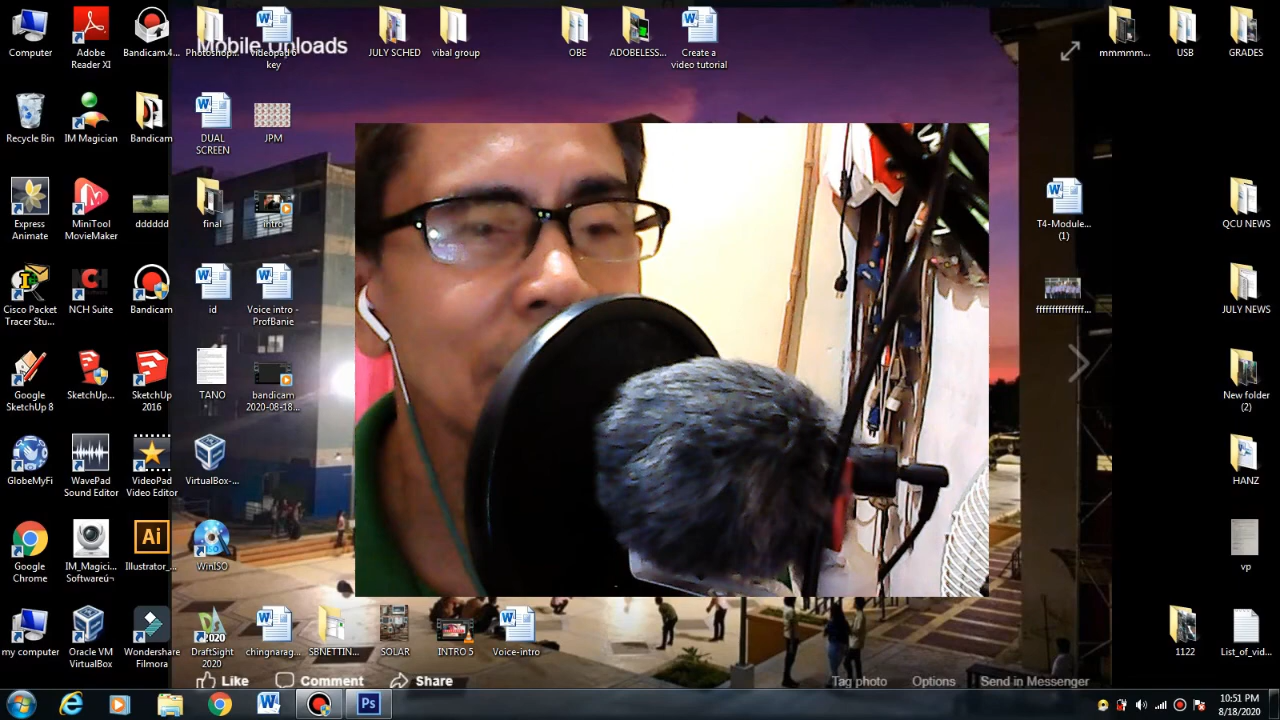 Mobile Uploads
Computer
Adobe
Reader XI
Bandicam.4...
Photoshop...
videopad 6
key
JULY SCHED
vibal group
OBE
ADOBELESS...
Create a
video tutorial
mmmmm...
USB
GRADES
Recycle Bin
IM Magician
Bandicam
DUAL
SCREEN
JPM
Express
Animate
MiniTool
MovieMaker
dddddd
final
intro
T4-Module...
(1)
QCU NEWS
Cisco Packet
Tracer Stu...
NCH Suite
Bandicam
id
Voice intro -
ProfBanie
ffffffffffffff...
JULY NEWS
Google
SketchUp 8
SketchUp...
SketchUp
2016
TANO
bandicam
2020-08-18...
New folder
(2)
GlobeMyFi
WavePad
Sound Editor
VideoPad
Video Editor
VirtualBox-...
HANZ
Google
Chrome
IM_Magici...
Softwareú¬
Ai
Illustrator_...
WinISO
vp
my computer
Oracle VM
VirtualBox
Wondershare
Filmora
2020
DraftSight
2020
chingnarag...
SBNETTIN...
SOLAR
INTRO 5
Voice-intro
1122
List_of_vid...
Like
Comment
Share
Tag photo
Options
Send in Messenger
Ps
10:51 PM
8/18/2020